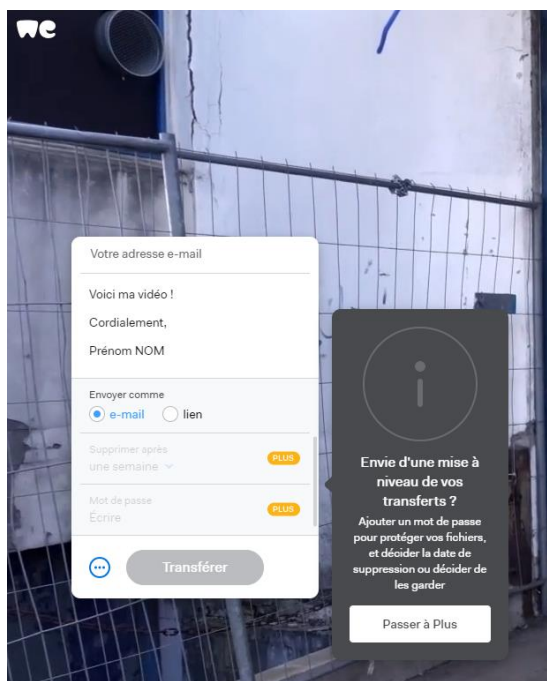 we
Votre adresse e-mail
Voici ma vidéo !
Cordialement,
Prénom NOM
Envoyer comme
e-mail lien
Supprimer après
une semaine
PLUS
Mot de passe
Écrire
PLUS
Transférer
Envie d'une mise à
niveau de vos
transferts ?
Ajouter un mot de passe
pour protéger vos fichiers,
et décider la date de
suppression ou décider de
les garder
Passer à Plus